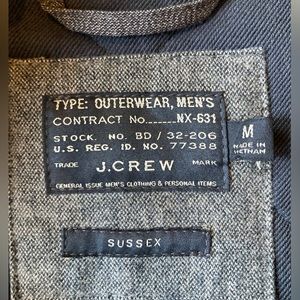 TYPE: OUTERWEAR, MEN'S
CONTRACT No.______NX-631
STOCK. NO. BD / 32-206
U.S. REG. ID. NO. 77388
TRADE J.CREW MARK
GENERAL ISSUE MEN'S CLOTHING & PERSONAL ITEMS
M
MADE IN
VIETNAM
SUSSEX